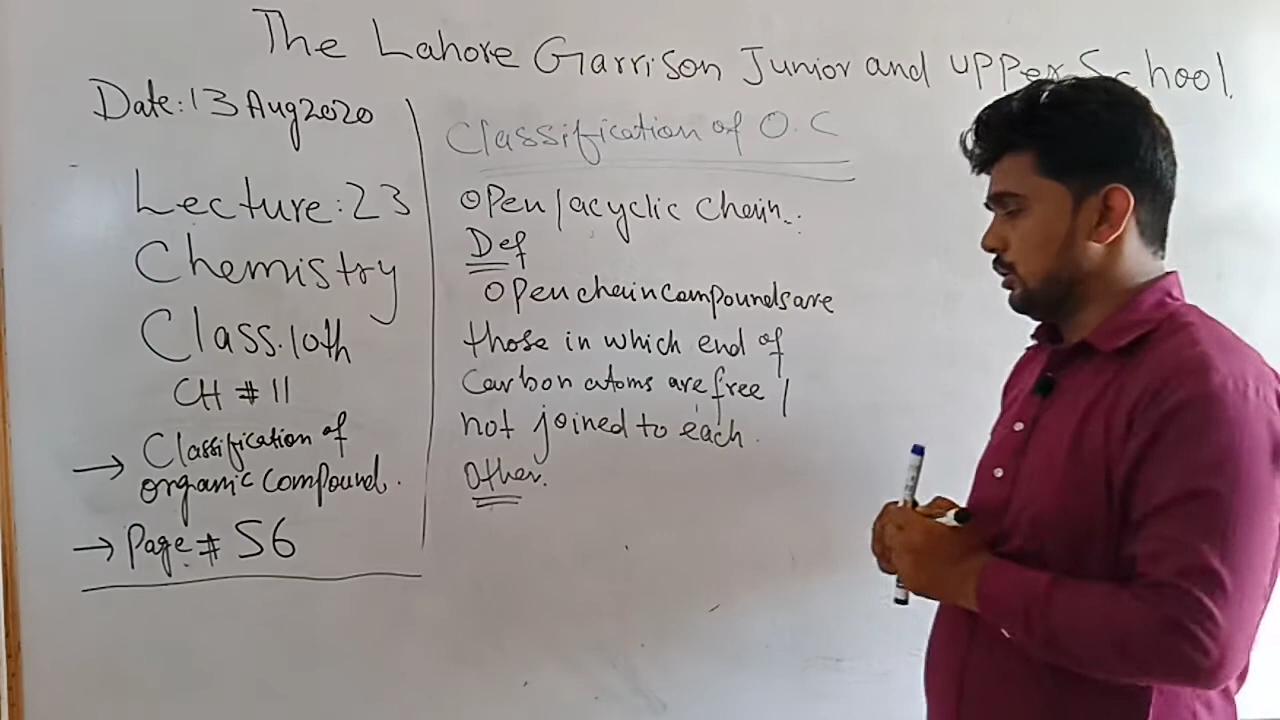 The Lahore Garrison Junior and upper School.
Date: 13 Aug 2020
Lecture: 23
Chemistry
Class. 10th
CH # 11
→ Classification of
organic compound.
→ Page # 56
Classification of O.C
Open/acyclic chain..
Def
Open chain compounds are
those in which end of
carbon atoms are free /
not joined to each
other.